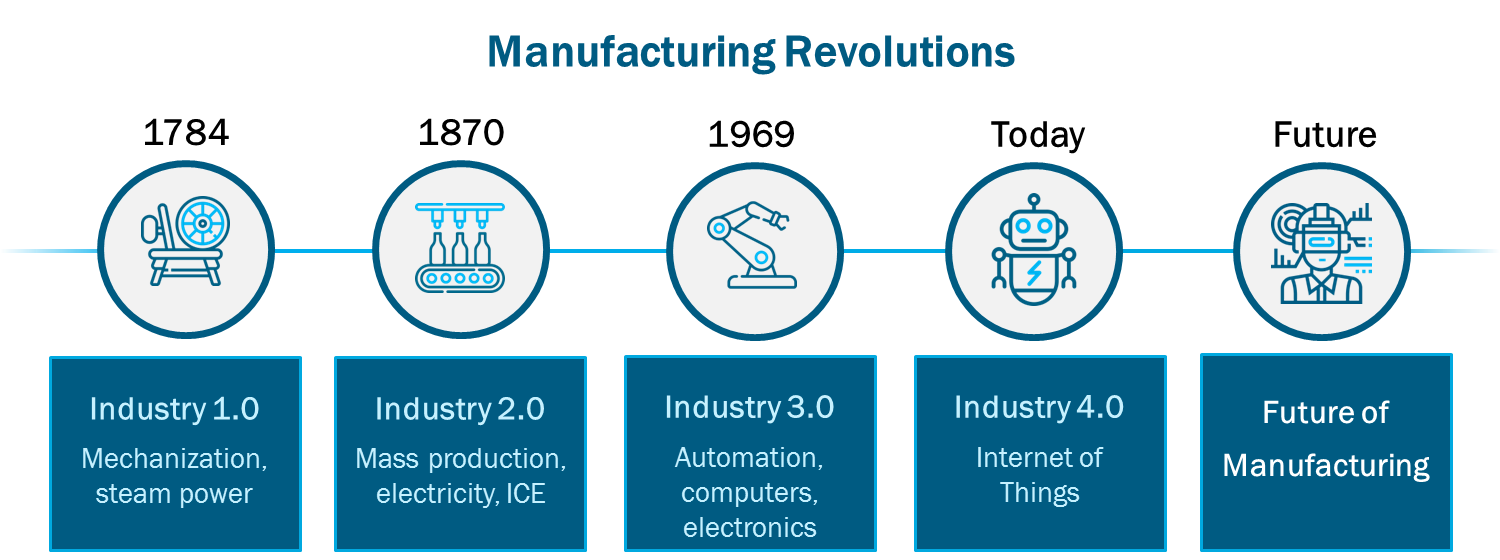 Manufacturing Revolutions
1784
1870
1969
Today
Future
Industry 1.0
Mechanization,
steam power
Industry 2.0
Mass production,
electricity, ICE
Industry 3.0
Automation,
computers,
electronics
Industry 4.0
Internet of
Things
Future of
Manufacturing